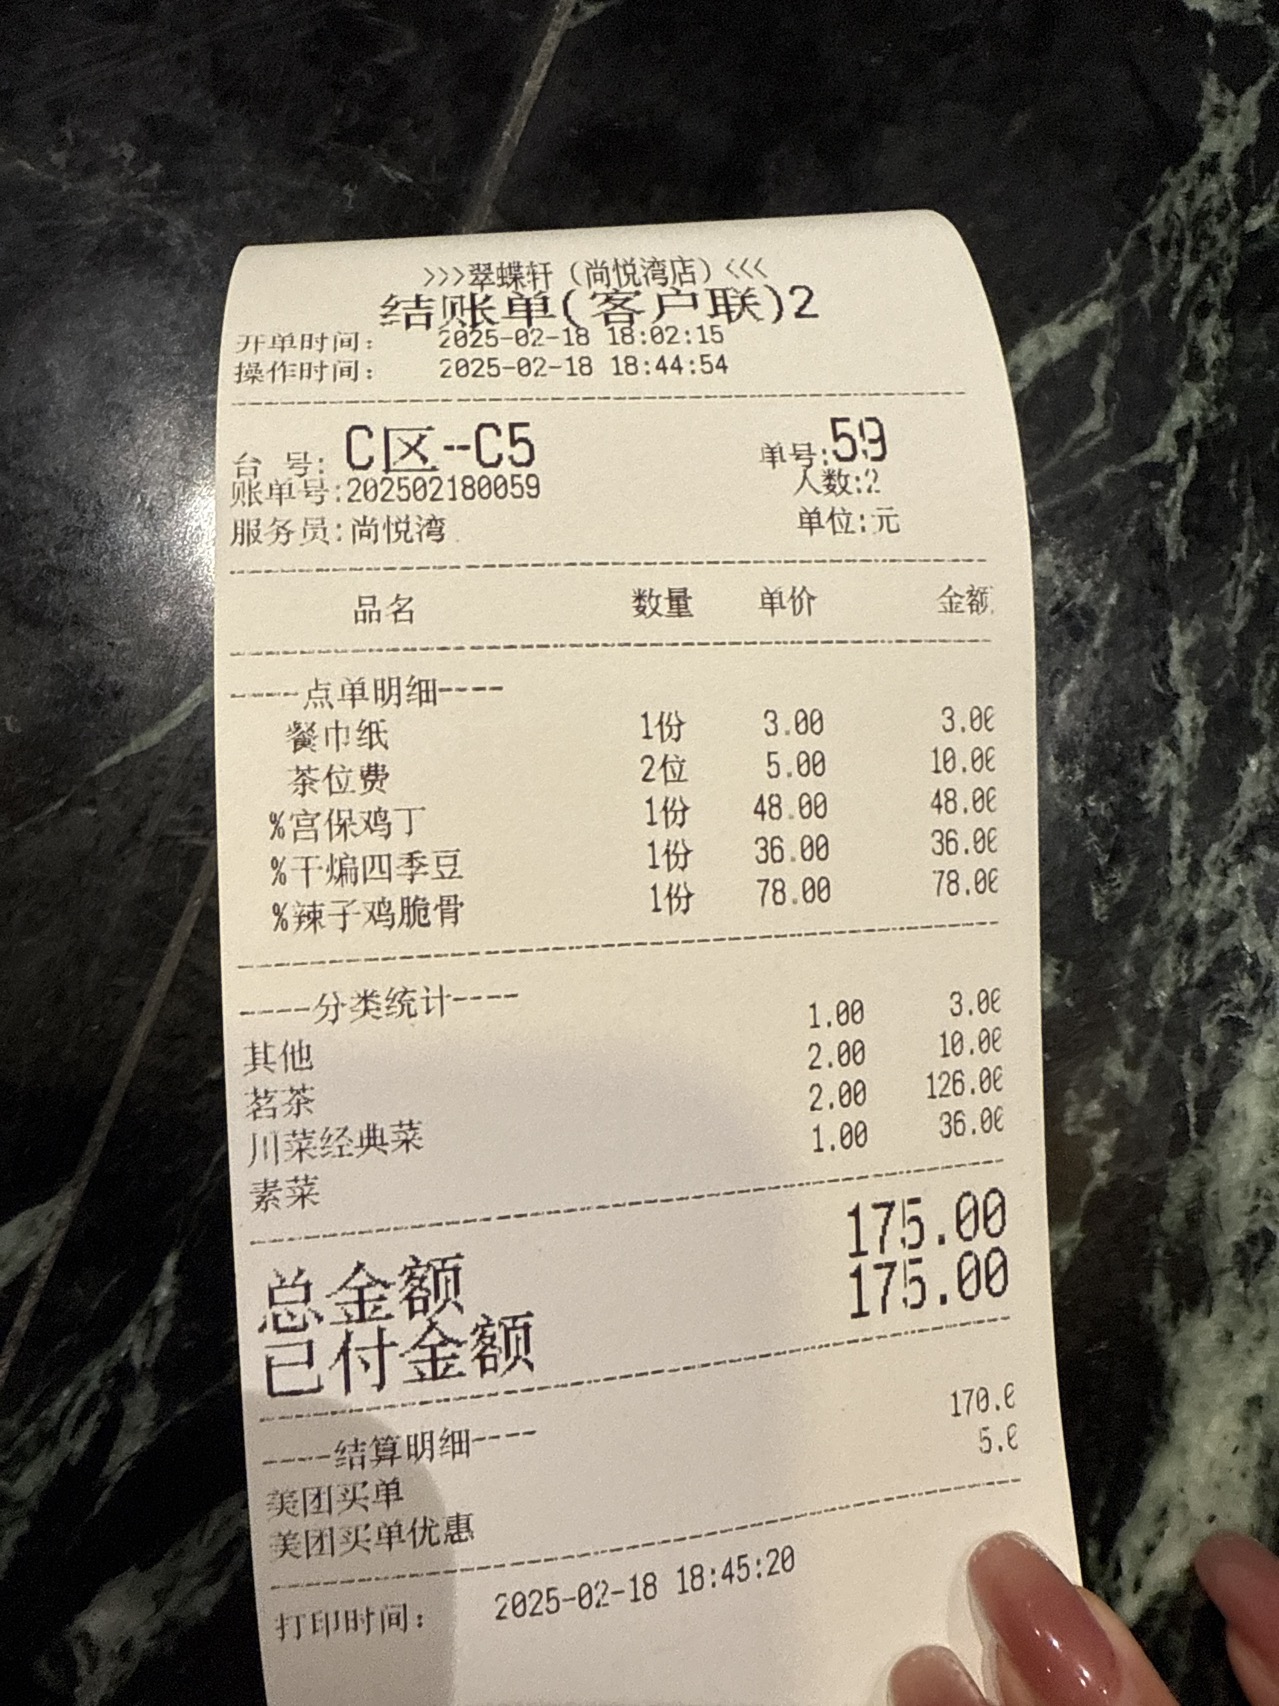 >>>翠蝶轩（尚悦湾店）<<<
结账单(客户联)2
开单时间： 2025-02-18 18:02:15
操作时间： 2025-02-18 18:44:54
台 号: C区--C5 单号:59
账单号:202502180059 人数:2
服务员:尚悦湾 单位:元
品名 数量 单价 金额
----点单明细----
餐巾纸 1份 3.00 3.00
茶位费 2位 5.00 10.00
%宫保鸡丁 1份 48.00 48.00
%干煸四季豆 1份 36.00 36.00
%辣子鸡脆骨 1份 78.00 78.00
----分类统计----
其他 1.00 3.00
茗茶 2.00 10.00
川菜经典菜 2.00 126.00
素菜 1.00 36.00
总金额 175.00
已付金额 175.00
----结算明细----
美团买单 170.0
美团买单优惠 5.0
打印时间： 2025-02-18 18:45:20